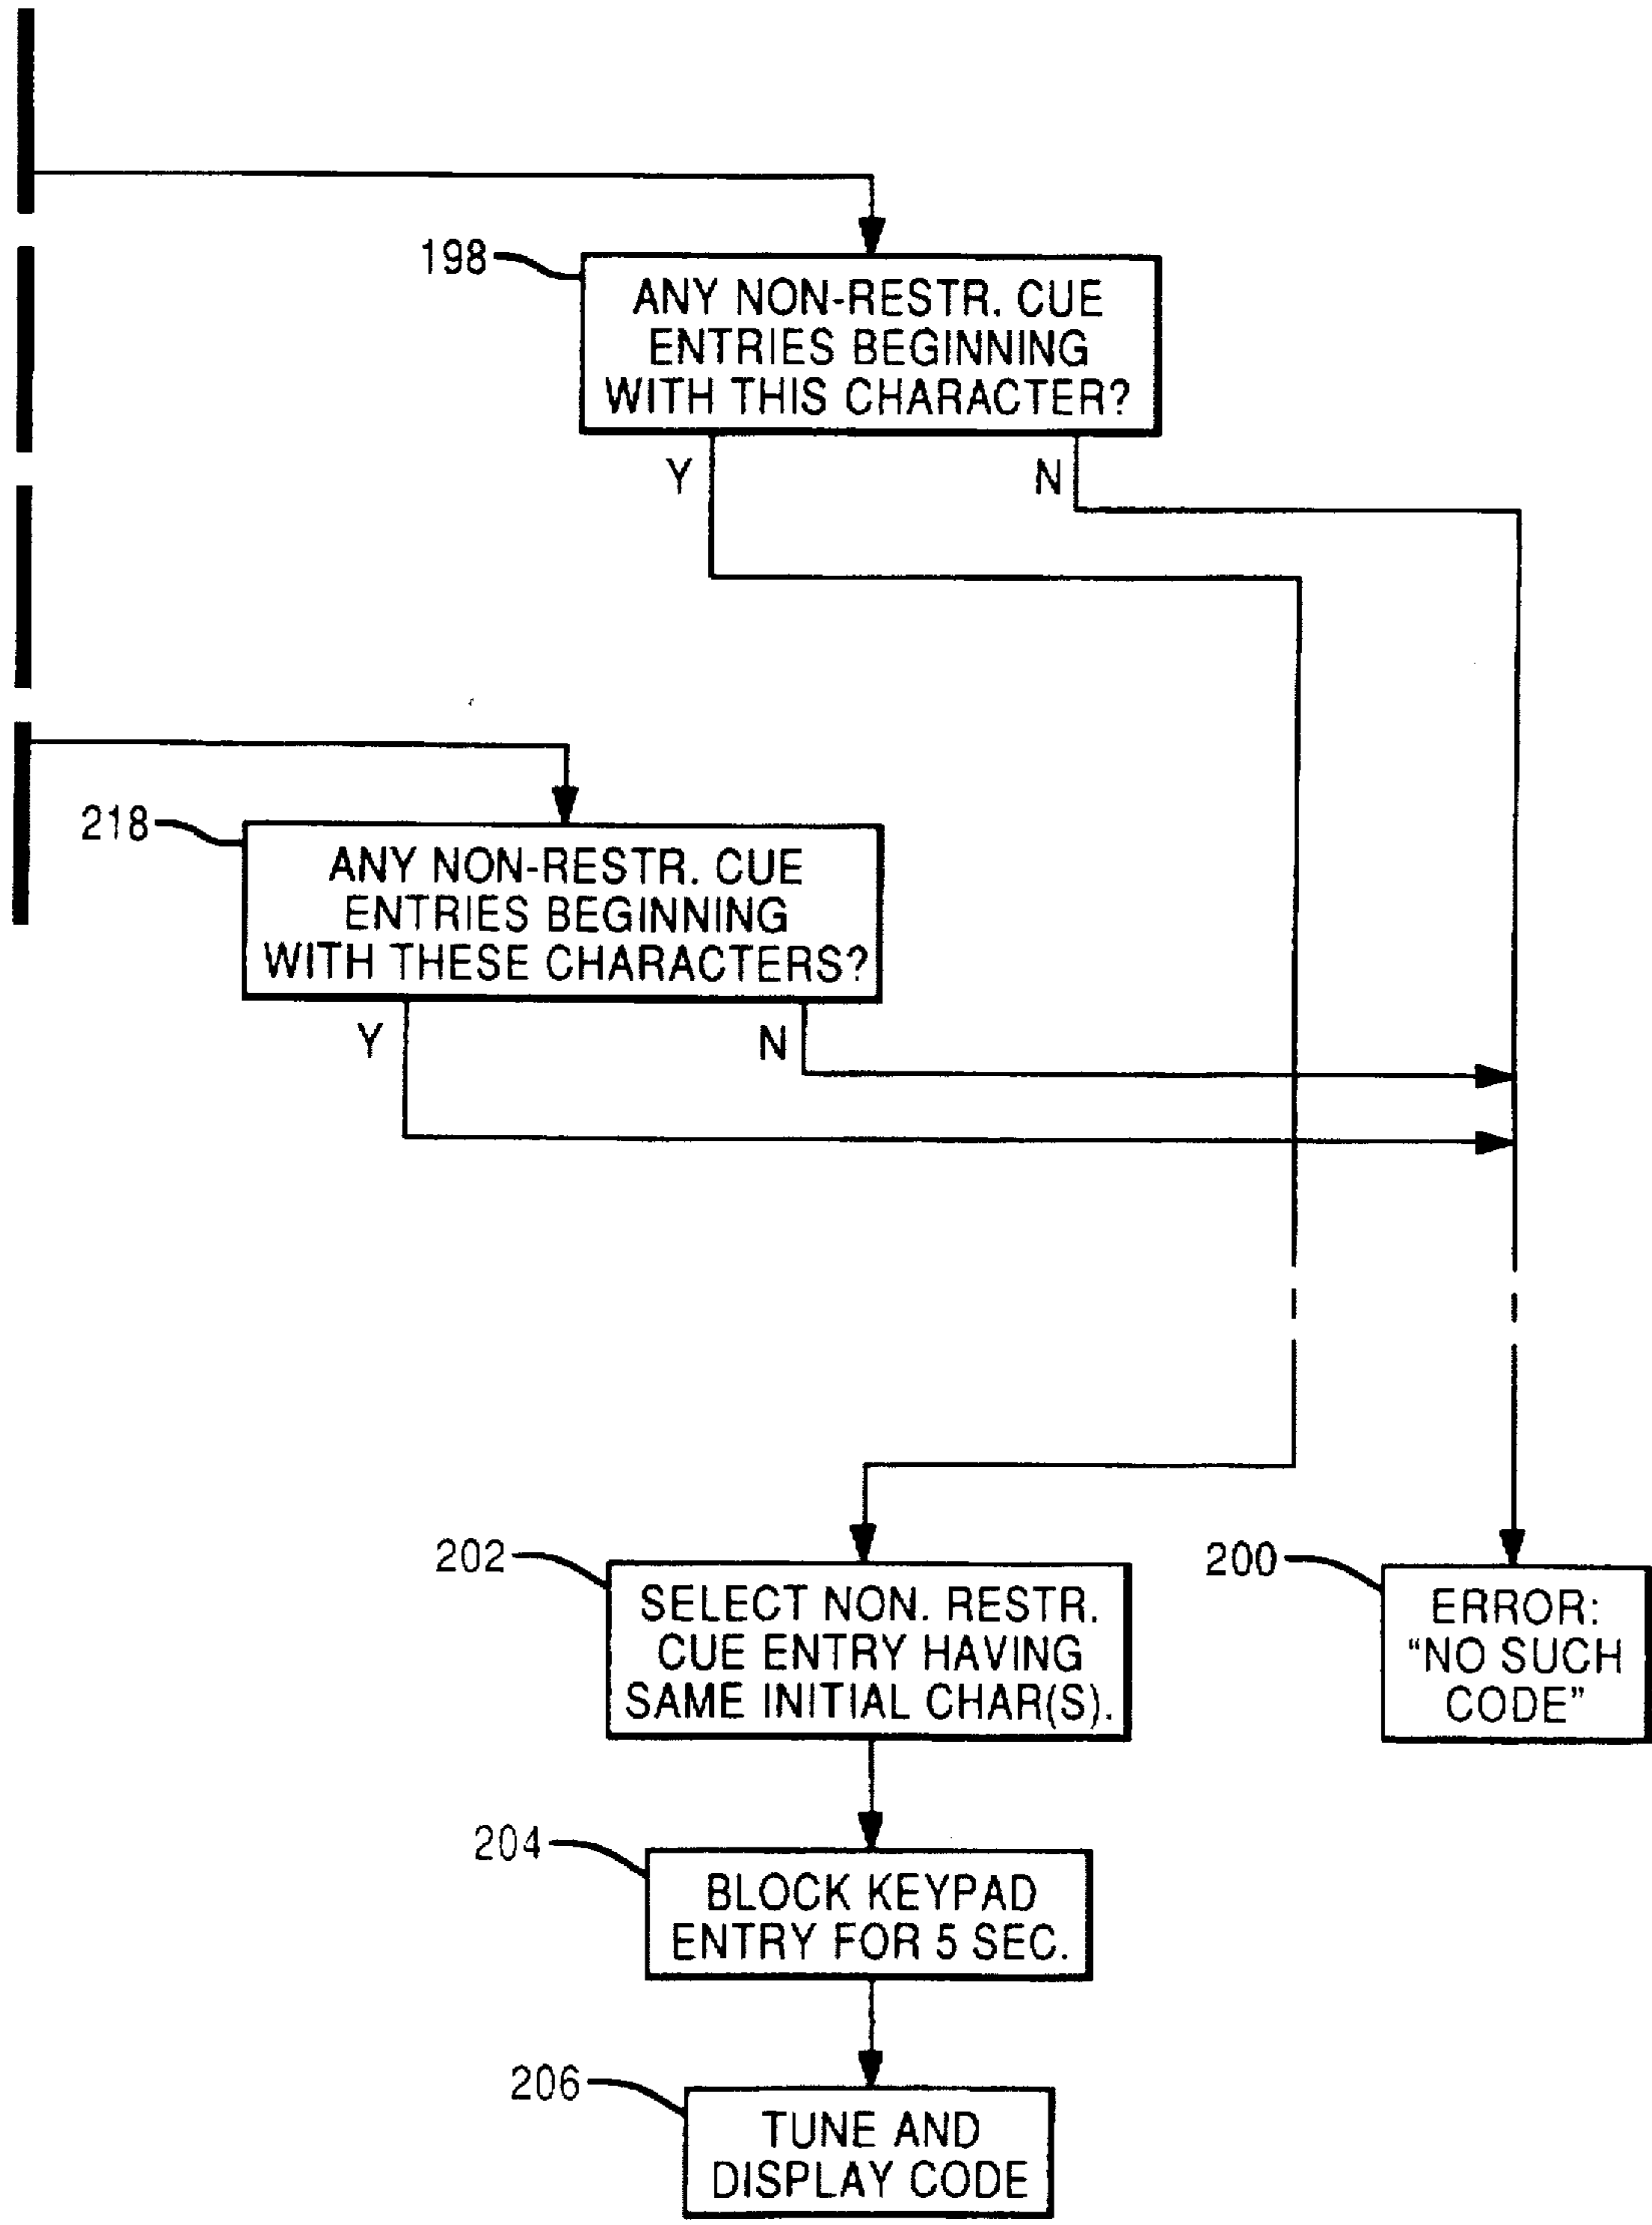 198
ANY NON-RESTR. CUE
ENTRIES BEGINNING
WITH THIS CHARACTER?
Y
N
218
ANY NON-RESTR. CUE
ENTRIES BEGINNING
WITH THESE CHARACTERS?
Y
N
202
SELECT NON. RESTR.
CUE ENTRY HAVING
SAME INITIAL CHAR(S).
200
ERROR:
“NO SUCH
CODE”
204
BLOCK KEYPAD
ENTRY FOR 5 SEC.
206
TUNE AND
DISPLAY CODE